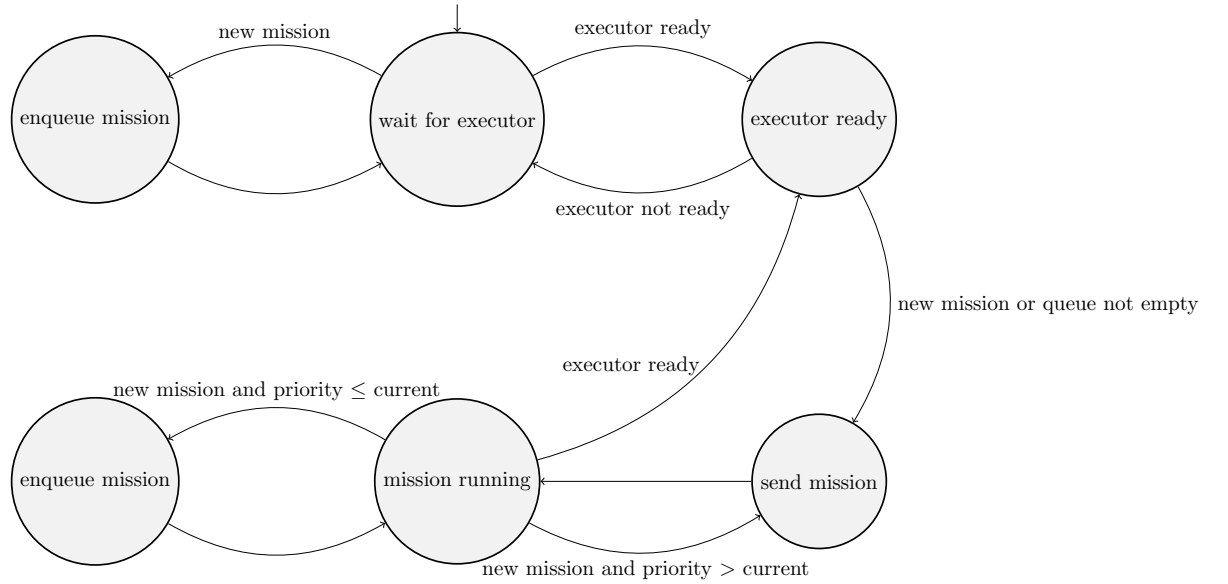 new mission
executor ready
enqueue mission
wait for executor
executor ready
executor not ready
new mission or queue not empty
executor ready
new mission and priority ≤ current
enqueue mission
mission running
send mission
new mission and priority > current